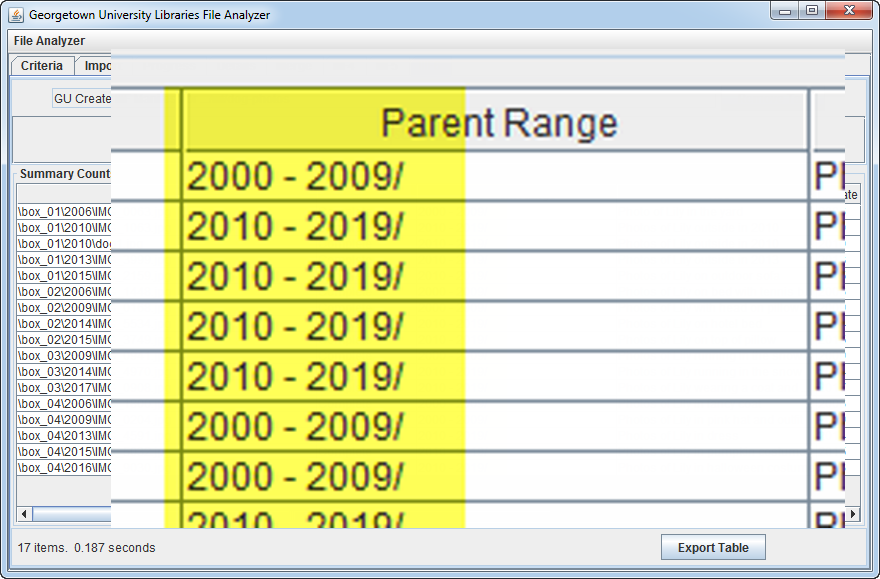 Georgetown University Libraries File Analyzer
File Analyzer
Criteria
GU Create
Parent Range
Summary Count
2000 - 2009/
2010 - 2019/
2010 - 2019/
2010 - 2019/
2010 - 2019/
2000 - 2009/
2000 - 2009/
2010 - 2019/
\box_01\2006\IMG
\box_01\2010\IMG
\box_01\2010\dog
\box_01\2013\IMG
\box_01\2015\IMG
\box_02\2006\IMG
\box_02\2009\IMG
\box_02\2014\IMG
\box_02\2015\IMG
\box_03\2009\IMG
\box_03\2014\IMG
\box_03\2017\IMG
\box_04\2006\IMG
\box_04\2009\IMG
\box_04\2013\IMG
\box_04\2015\IMG
\box_04\2016\IMG
17 items. 0.187 seconds
Export Table